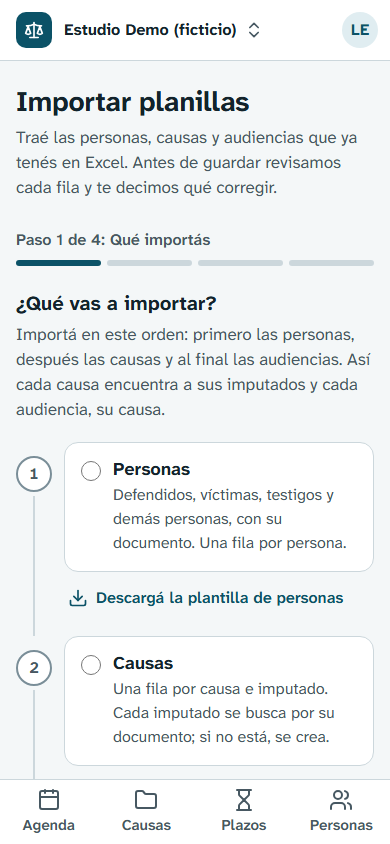 Estudio Demo (ficticio)
LE
Importar planillas
Traé las personas, causas y audiencias que ya
tenés en Excel. Antes de guardar revisamos
cada fila y te decimos qué corregir.
Paso 1 de 4: Qué importás
¿Qué vas a importar?
Importá en este orden: primero las personas,
después las causas y al final las audiencias. Así
cada causa encuentra a sus imputados y cada
audiencia, su causa.
1
Personas
Defendidos, víctimas, testigos y
demás personas, con su
documento. Una fila por persona.
Descargá la plantilla de personas
2
Causas
Una fila por causa e imputado.
Cada imputado se busca por su
documento; si no está, se crea.
Agenda
Causas
Plazos
Personas